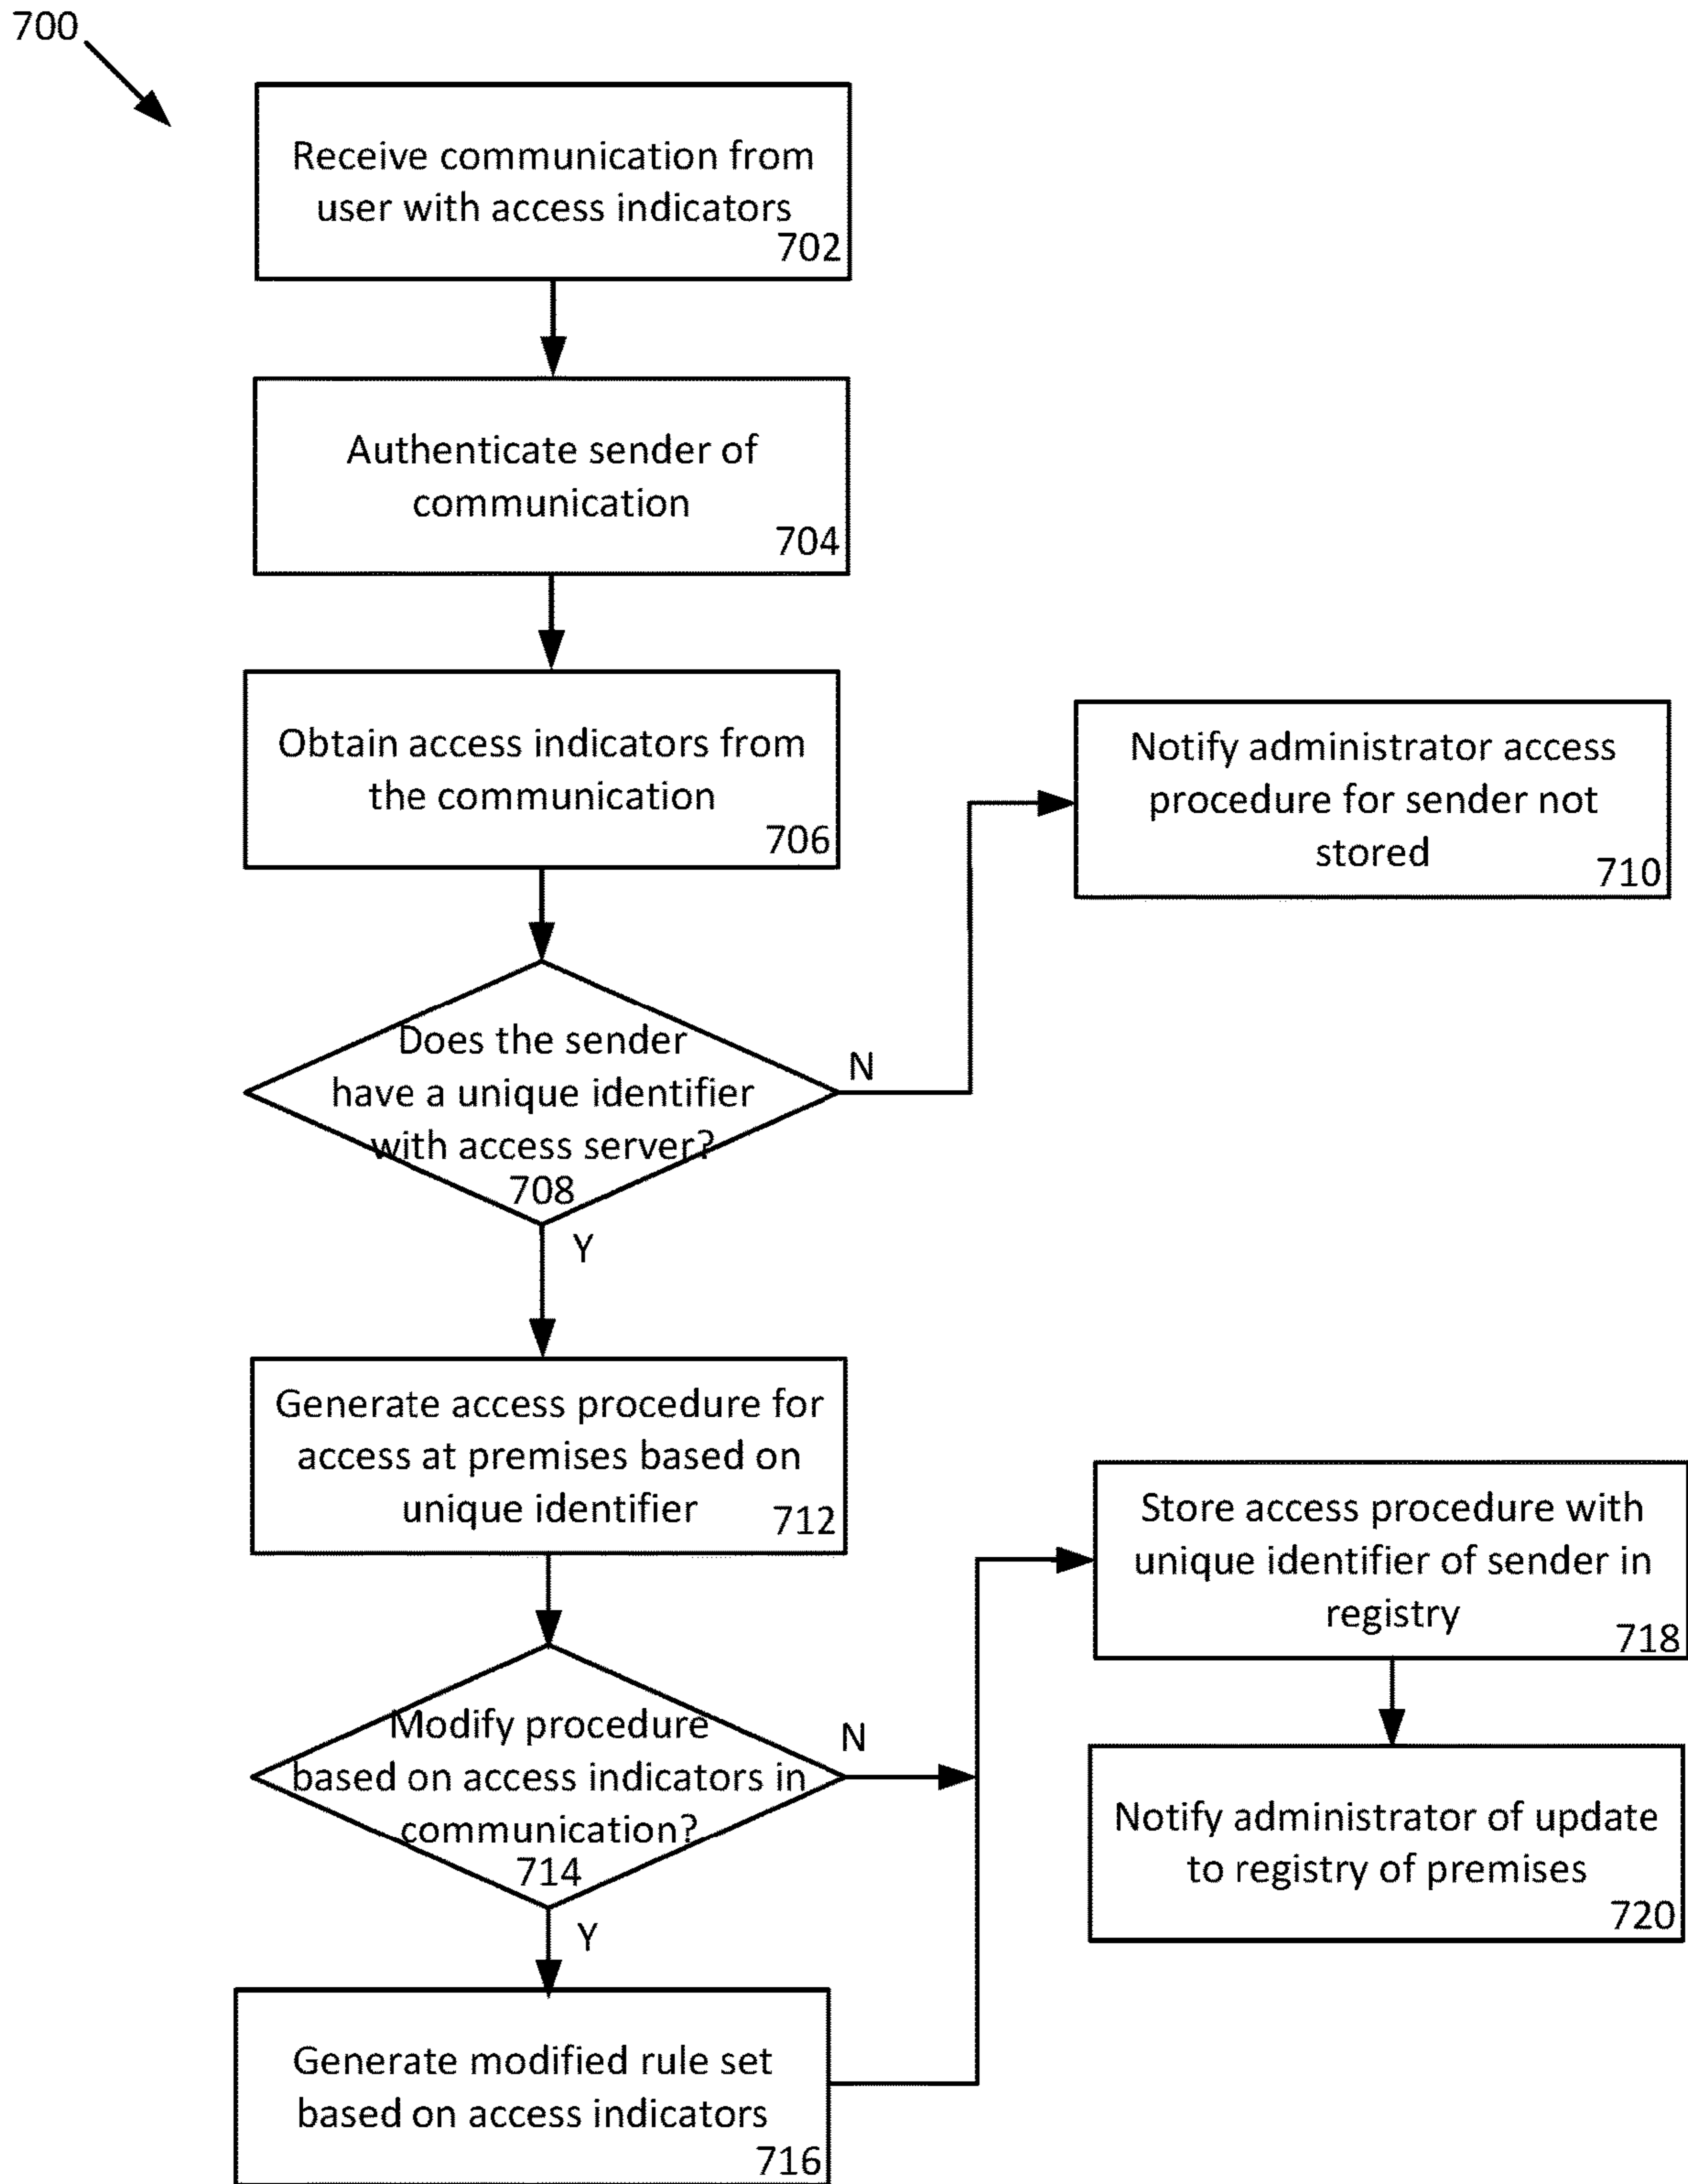 700
Receive communication from
user with access indicators
702
Authenticate sender of
communication
704
Obtain access indicators from
the communication
706
Notify administrator access
procedure for sender not
stored
710
Does the sender
have a unique identifier
with access server?
708
N
Y
Generate access procedure for
access at premises based on
unique identifier
712
Modify procedure
based on access indicators in
communication?
714
N
Y
Generate modified rule set
based on access indicators
716
Store access procedure with
unique identifier of sender in
registry
718
Notify administrator of update
to registry of premises
720